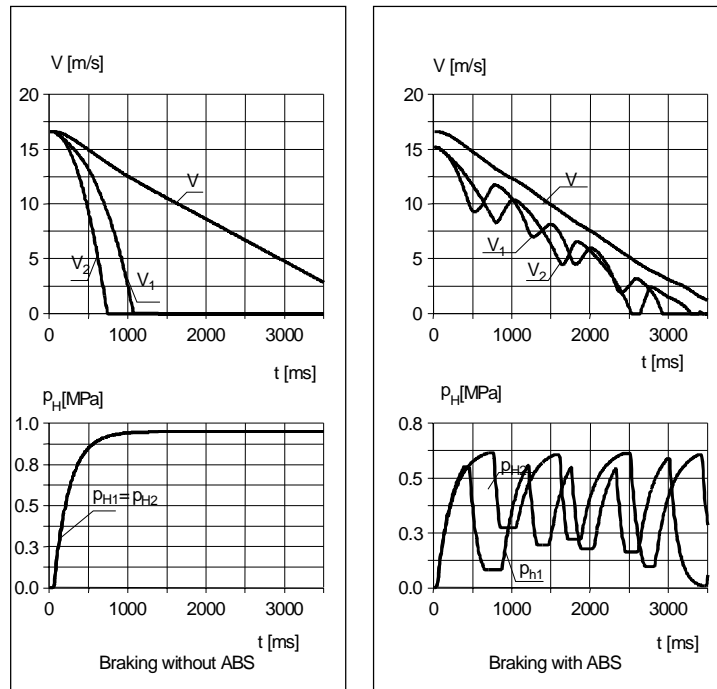 V [m/s]
20
15
10
5
0
V
V2
V1
0
1000
2000
3000
t [ms]
pH[MPa]
1.0
0.8
0.5
0.3
0.0
pH1=pH2
0
1000
2000
3000
t [ms]
Braking without ABS
V [m/s]
20
15
10
5
0
V
V1
V2
0
1000
2000
3000
t [ms]
pH[MPa]
0.8
0.5
0.3
0.0
pH2
ph1
0
1000
2000
3000
t [ms]
Braking with ABS